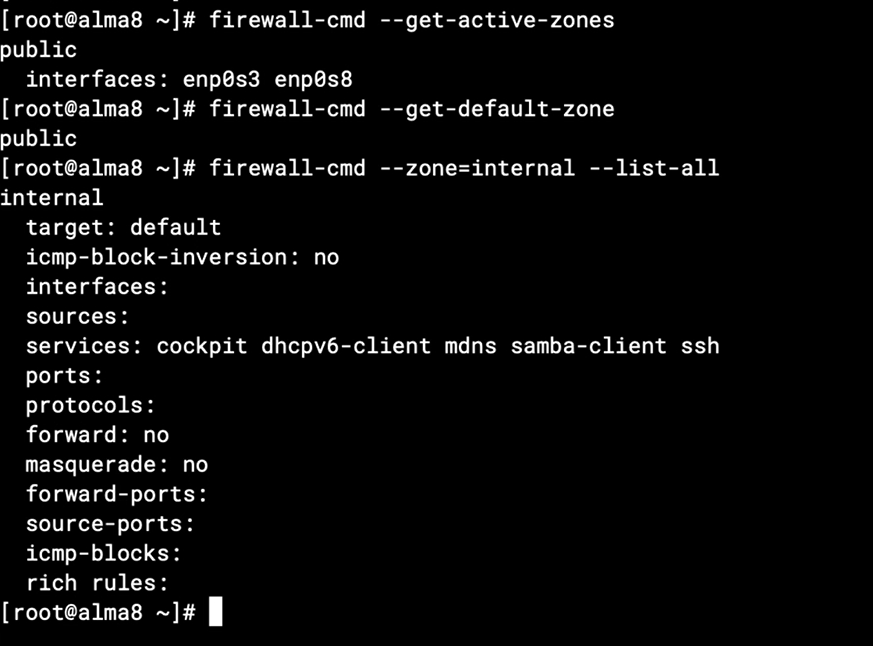 [root@alma8 ~]# firewall-cmd --get-active-zones
public
  interfaces: enp0s3 enp0s8
[root@alma8 ~]# firewall-cmd --get-default-zone
public
[root@alma8 ~]# firewall-cmd --zone=internal --list-all
internal
  target: default
  icmp-block-inversion: no
  interfaces:
  sources:
  services: cockpit dhcpv6-client mdns samba-client ssh
  ports:
  protocols:
  forward: no
  masquerade: no
  forward-ports:
  source-ports:
  icmp-blocks:
  rich rules:
[root@alma8 ~]#